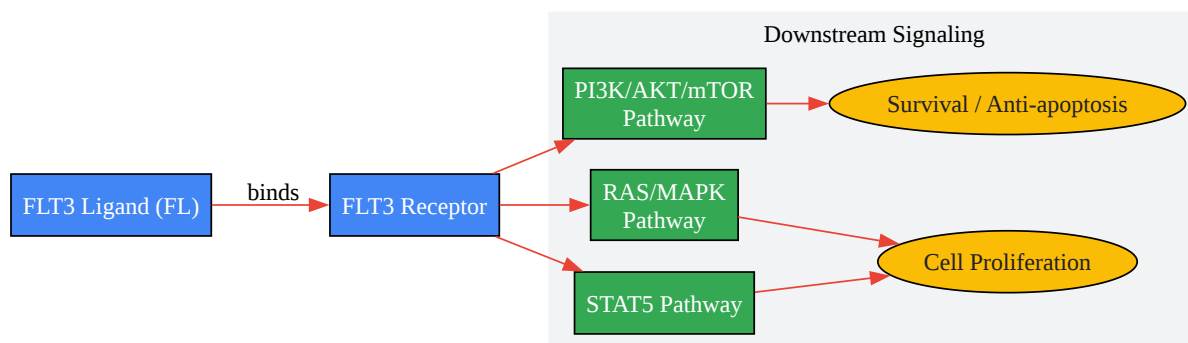 Downstream Signaling
PI3K/AKT/mTOR
Pathway
Survival / Anti-apoptosis
FLT3 Ligand (FL)
binds
FLT3 Receptor
RAS/MAPK
Pathway
Cell Proliferation
STAT5 Pathway